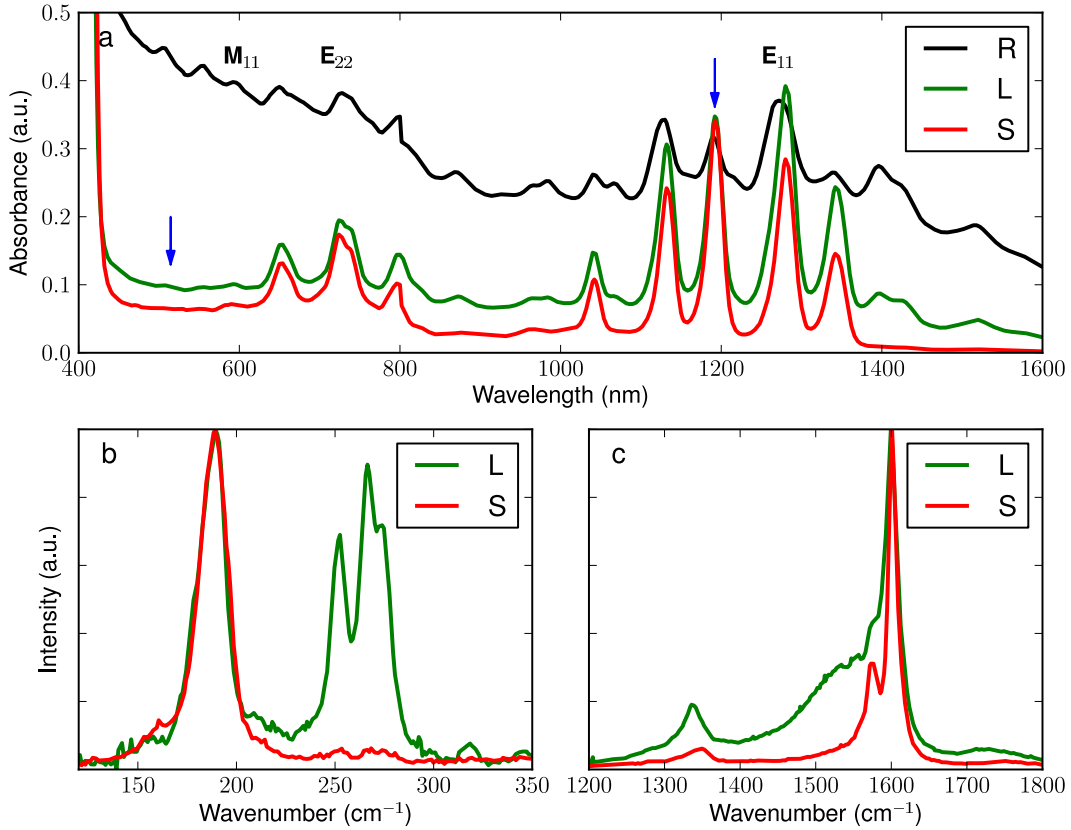 a
M₁₁
E₂₂
E₁₁
R
L
S
0.5
0.4
0.3
0.2
0.1
0.0
Absorbance (a.u.)
400
600
800
1000
1200
1400
1600
Wavelength (nm)
b
L
S
Intensity (a.u.)
150
200
250
300
350
Wavenumber (cm⁻¹)
c
L
S
1200
1300
1400
1500
1600
1700
1800
Wavenumber (cm⁻¹)